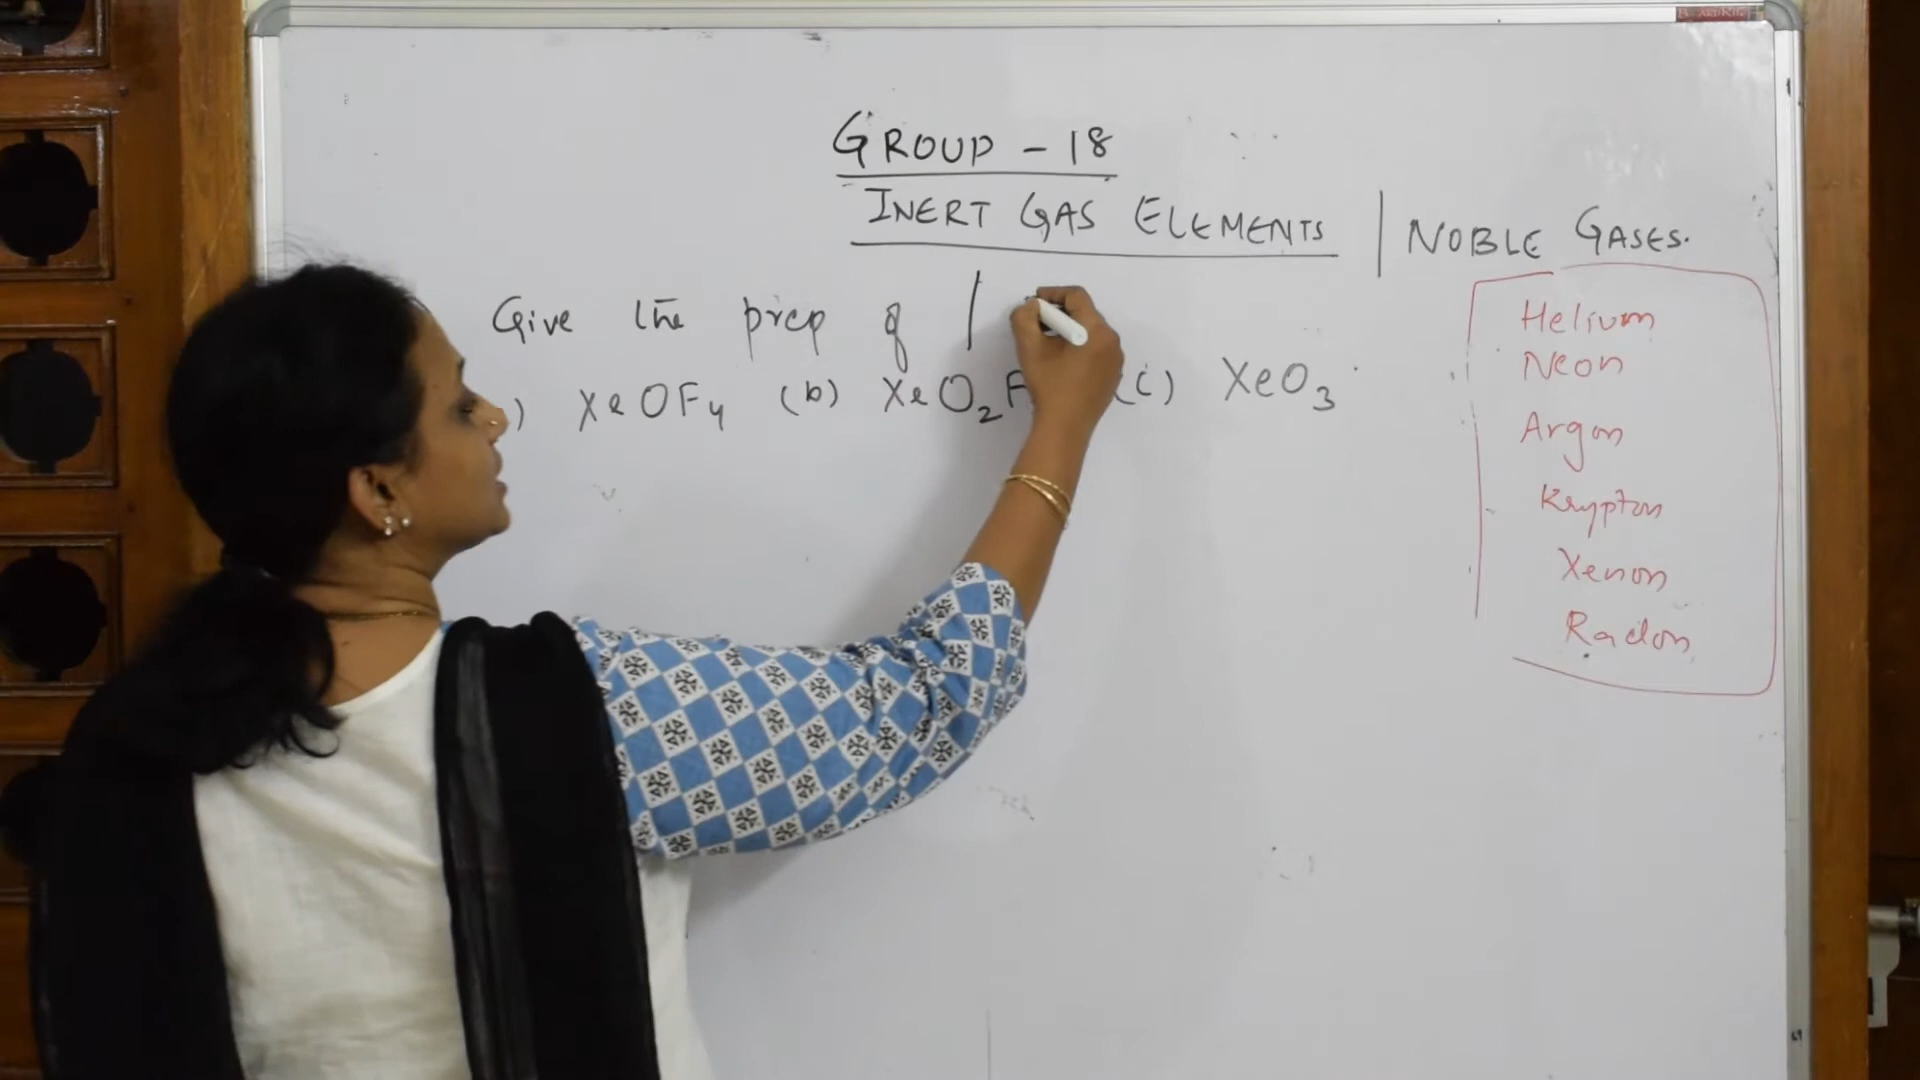 GROUP - 18
INERT GAS ELEMENTS | NOBLE GASES.
Give the prep of /
) XeOF4 (b) XeO2F (c) XeO3
Helium
Neon
Argon
Krypton
Xenon
Radon